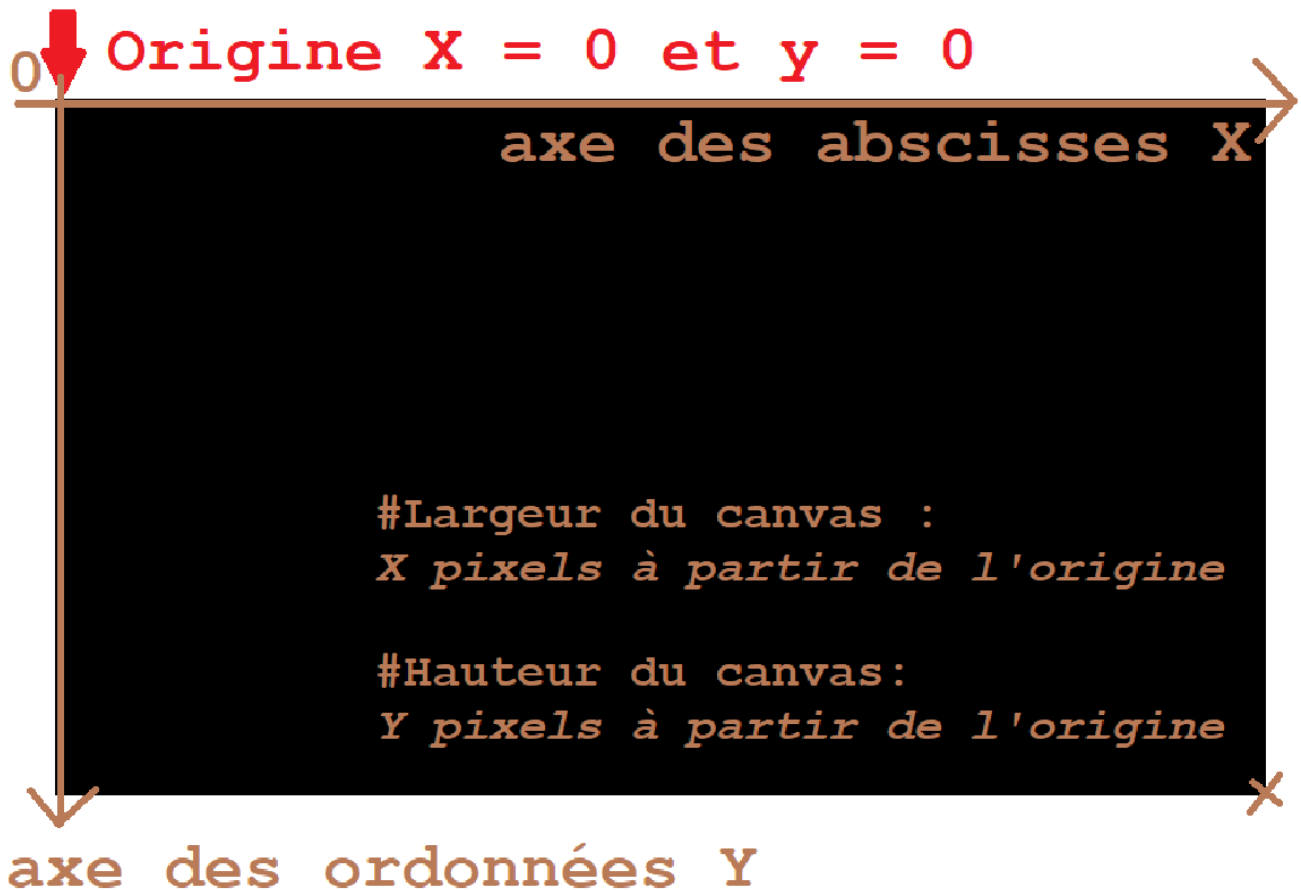 Origine X = 0 et y = 0
0
axe des abscisses X
#Largeur du canvas :
X pixels à partir de l'origine
#Hauteur du canvas:
Y pixels à partir de l'origine
axe des ordonnées Y